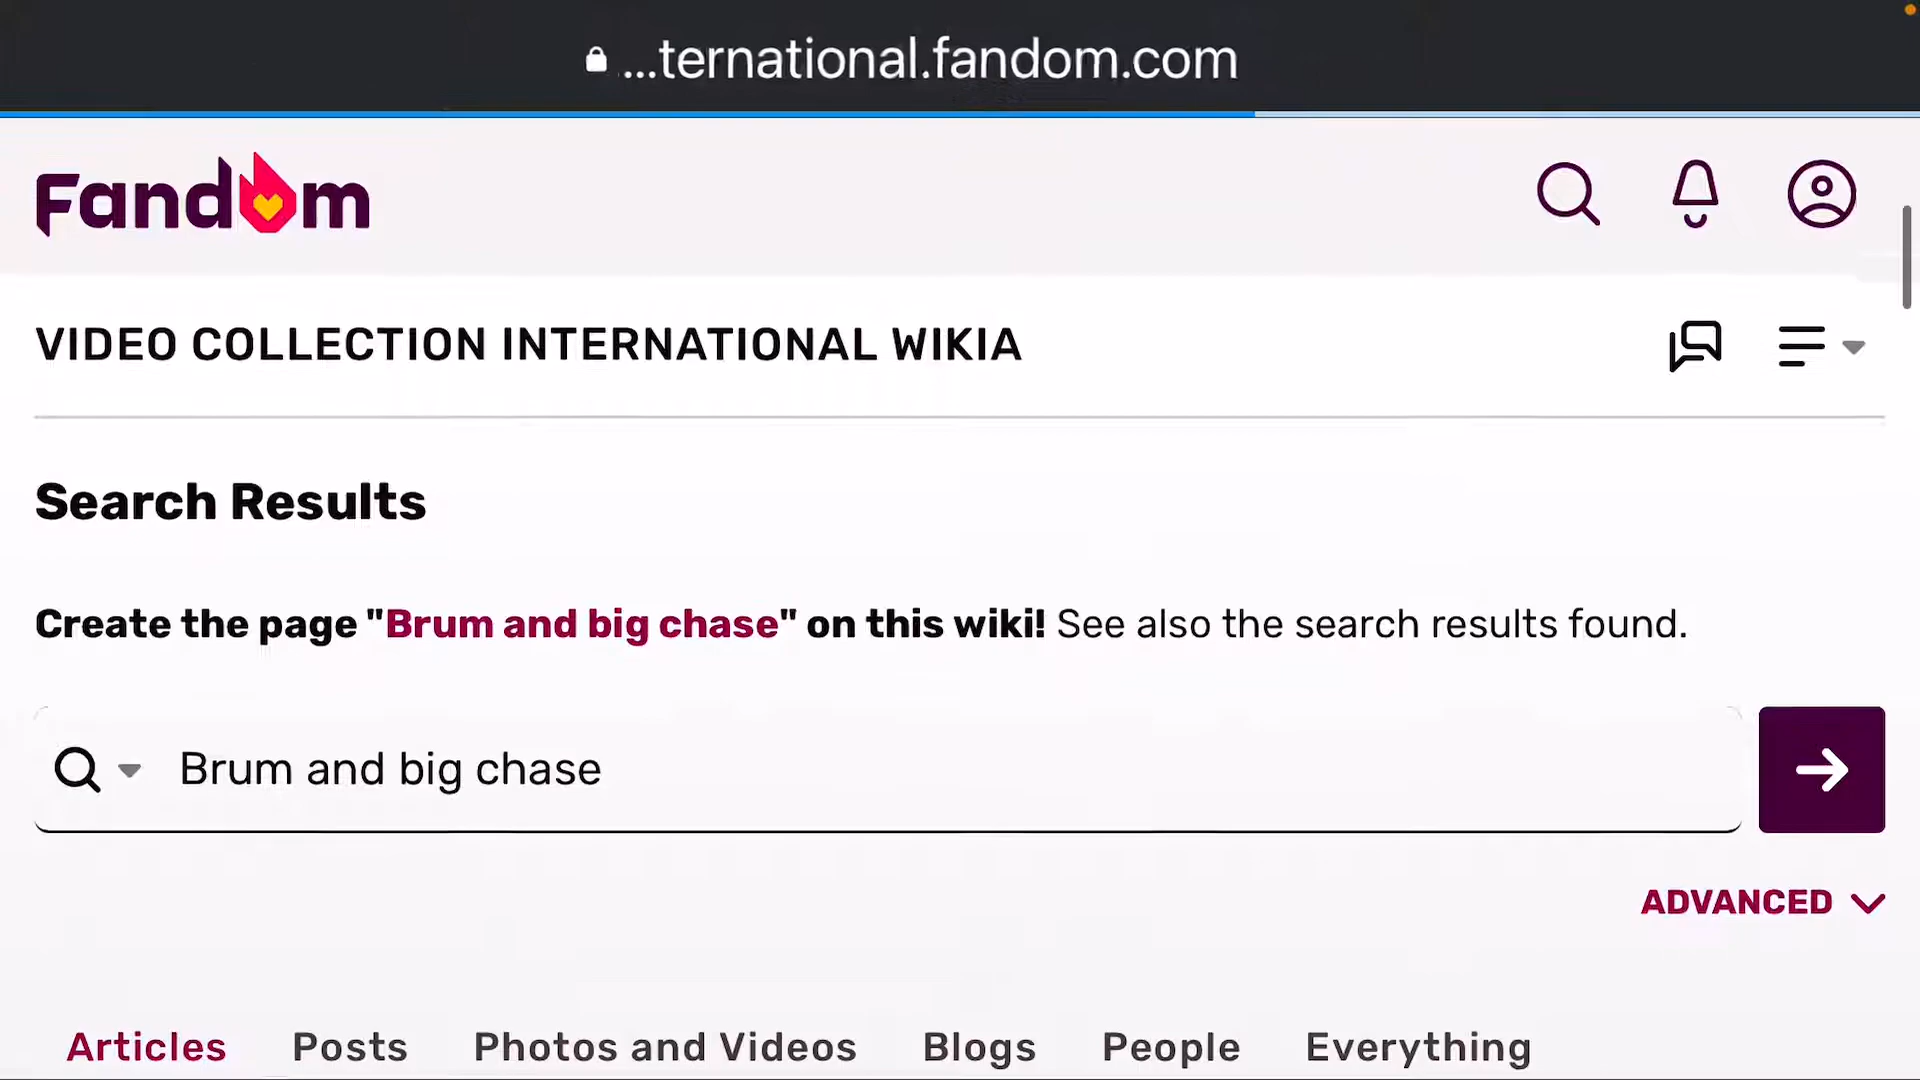 ...ternational.fandom.com
Fandom
VIDEO COLLECTION INTERNATIONAL WIKIA
Search Results
Create the page "Brum and big chase" on this wiki! See also the search results found.
Brum and big chase
ADVANCED
Articles Posts Photos and Videos Blogs People Everything